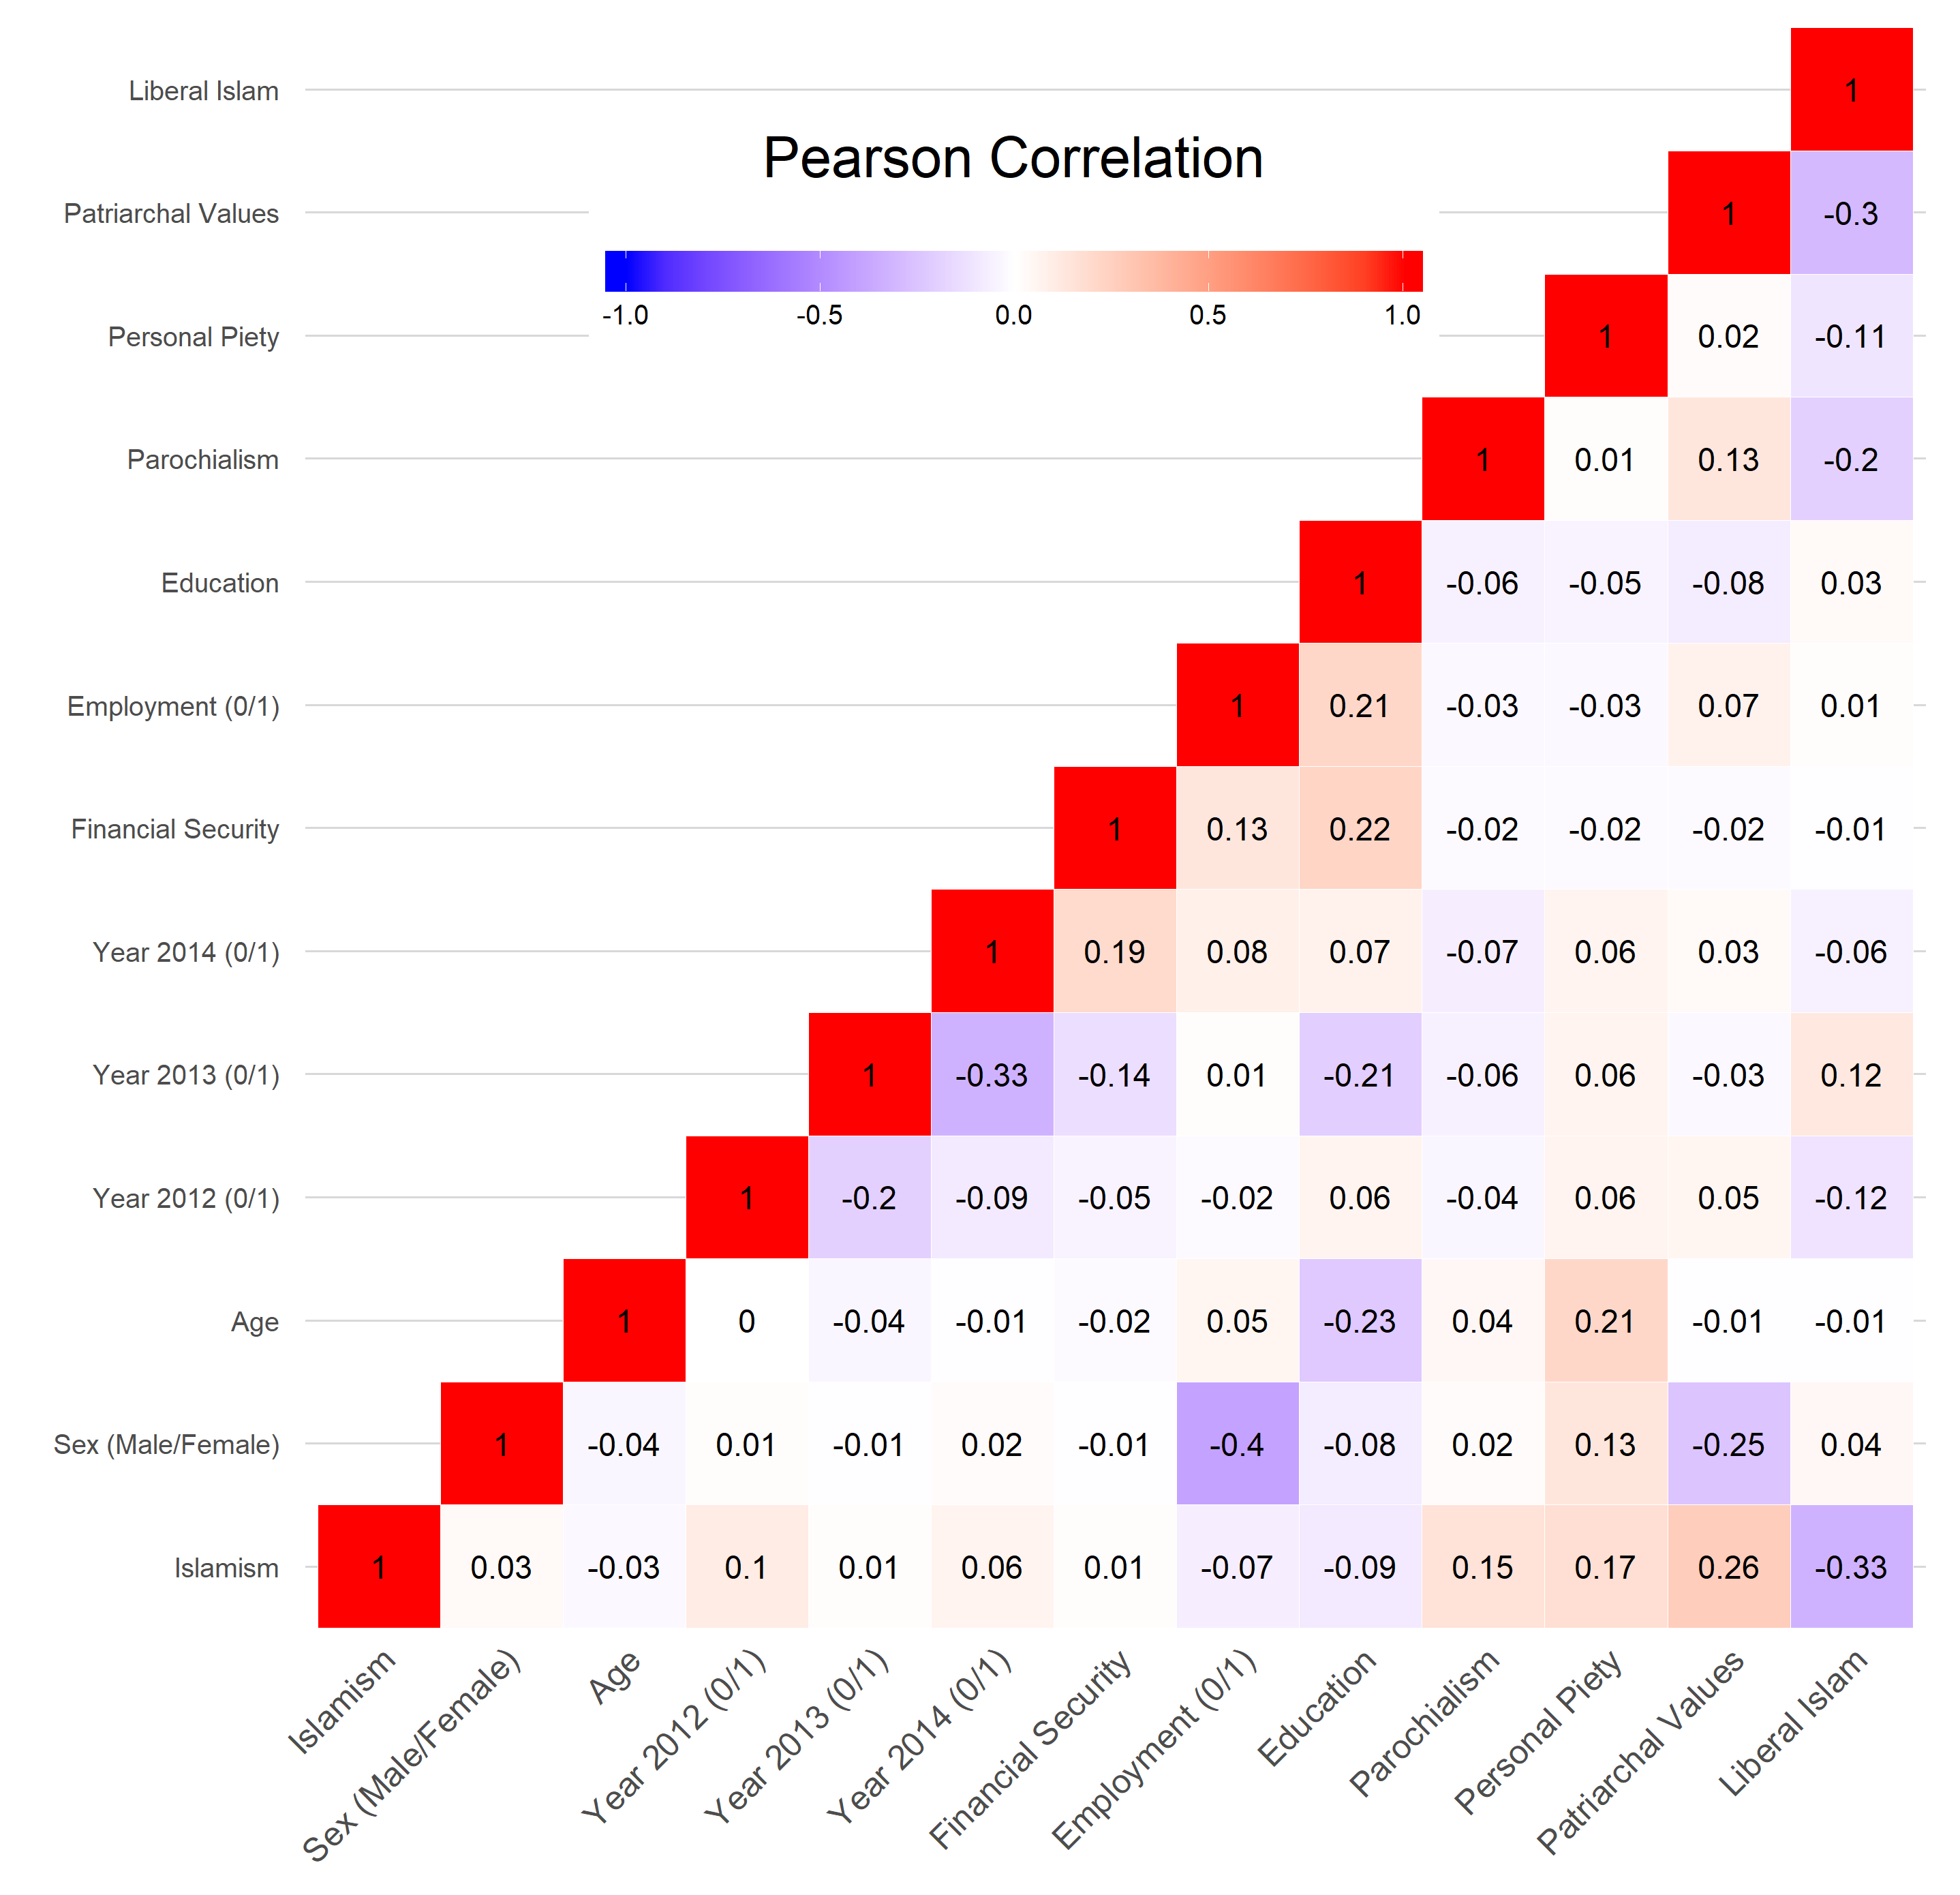 Liberal Islam 1
Pearson Correlation
Patriarchal Values 1 -0.3
-1.0 -0.5 0.0 0.5 1.0
Personal Piety 1 0.02 -0.11
Parochialism 1 0.01 0.13 -0.2
Education 1 -0.06 -0.05 -0.08 0.03
Employment (0/1) 1 0.21 -0.03 -0.03 0.07 0.01
Financial Security 1 0.13 0.22 -0.02 -0.02 -0.02 -0.01
Year 2014 (0/1) 1 0.19 0.08 0.07 -0.07 0.06 0.03 -0.06
Year 2013 (0/1) 1 -0.33 -0.14 0.01 -0.21 -0.06 0.06 -0.03 0.12
Year 2012 (0/1) 1 -0.2 -0.09 -0.05 -0.02 0.06 -0.04 0.06 0.05 -0.12
Age 1 0 -0.04 -0.01 -0.02 0.05 -0.23 0.04 0.21 -0.01 -0.01
Sex (Male/Female) 1 -0.04 0.01 -0.01 0.02 -0.01 -0.4 -0.08 0.02 0.13 -0.25 0.04
Islamism 1 0.03 -0.03 0.1 0.01 0.06 0.01 -0.07 -0.09 0.15 0.17 0.26 -0.33
Islamism
Sex (Male/Female)
Age
Year 2012 (0/1)
Year 2013 (0/1)
Year 2014 (0/1)
Financial Security
Employment (0/1)
Education
Parochialism
Personal Piety
Patriarchal Values
Liberal Islam